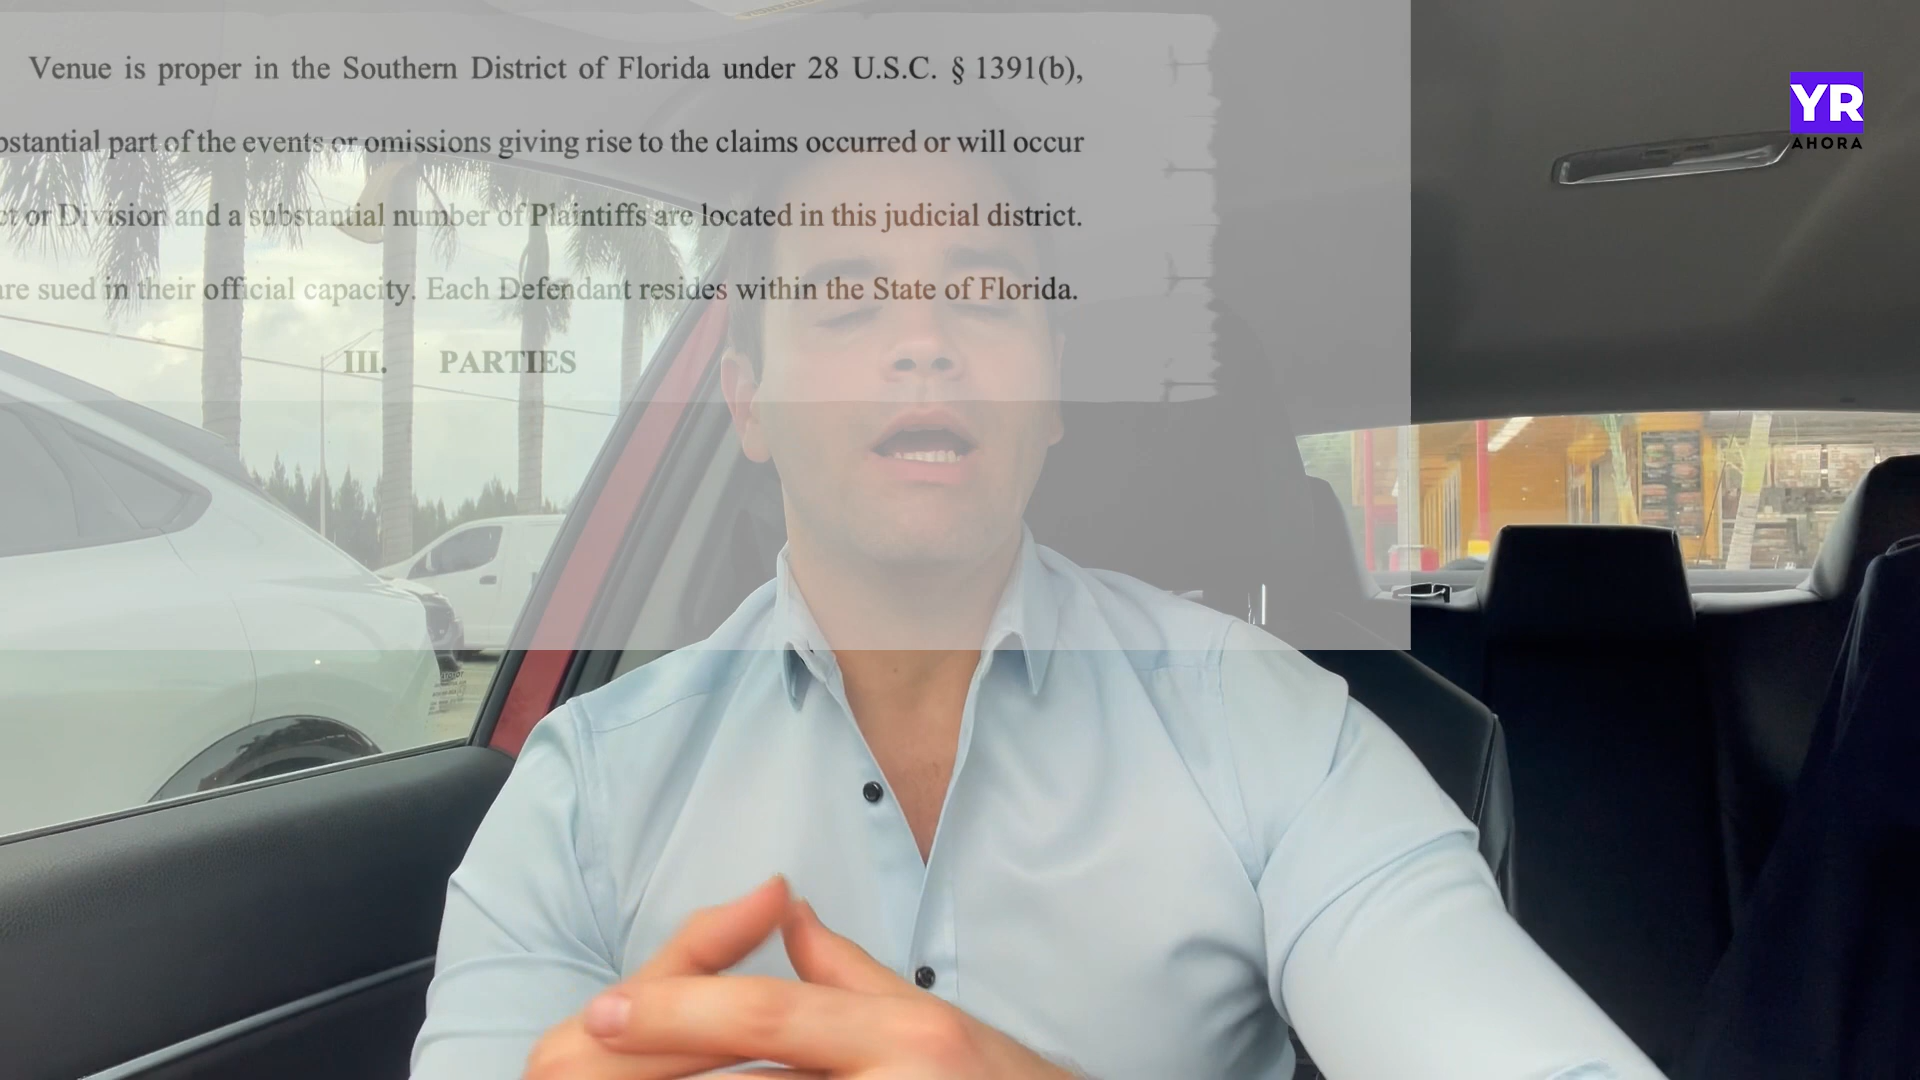 Venue is proper in the Southern District of Florida under 28 U.S.C. § 1391(b),
part of the events or omissions giving rise to the claims occurred or will occur
or Division and a substantial number of Plaintiffs are located in this judicial district.
sued in their official capacity. Each Defendant resides within the State of Florida.
III. PARTIES
YR
AHORA